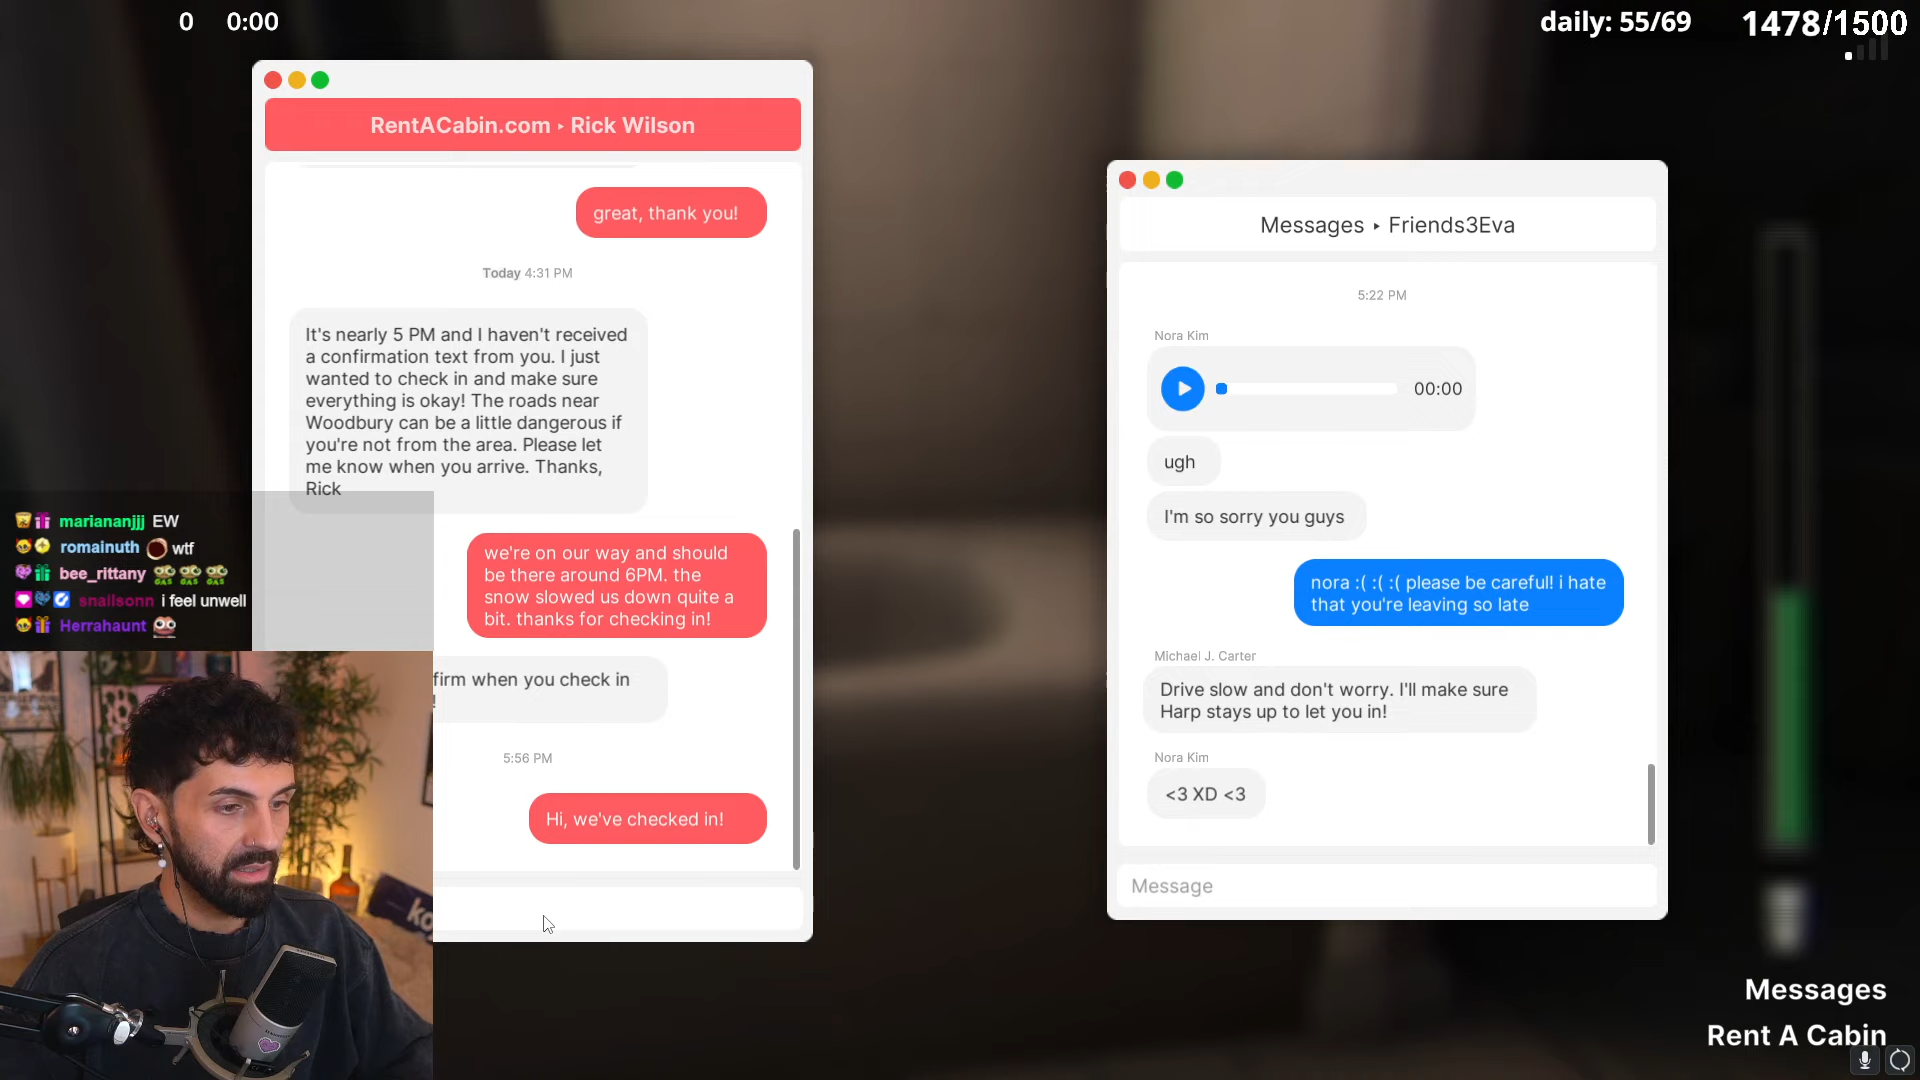 0 0:00
daily: 55/69 1478/1500
RentACabin.com ▸ Rick Wilson
great, thank you!
Today 4:31 PM
It's nearly 5 PM and I haven't received
a confirmation text from you. I just
wanted to check in and make sure
everything is okay! The roads near
Woodbury can be a little dangerous if
you're not from the area. Please let
me know when you arrive. Thanks,
Rick
we're on our way and should
be there around 6PM. the
snow slowed us down quite a
bit. thanks for checking in!
firm when you check in
!
5:56 PM
Hi, we've checked in!
mariananjjj EW
romainuth wtf
bee_rittany GAS GAS GAS
snailsonn i feel unwell
Herrahaunt
Messages ▸ Friends3Eva
5:22 PM
Nora Kim
00:00
ugh
I'm so sorry you guys
nora :( :( :( please be careful! i hate
that you're leaving so late
Michael J. Carter
Drive slow and don't worry. I'll make sure
Harp stays up to let you in!
Nora Kim
<3 XD <3
Message
Messages
Rent A Cabin